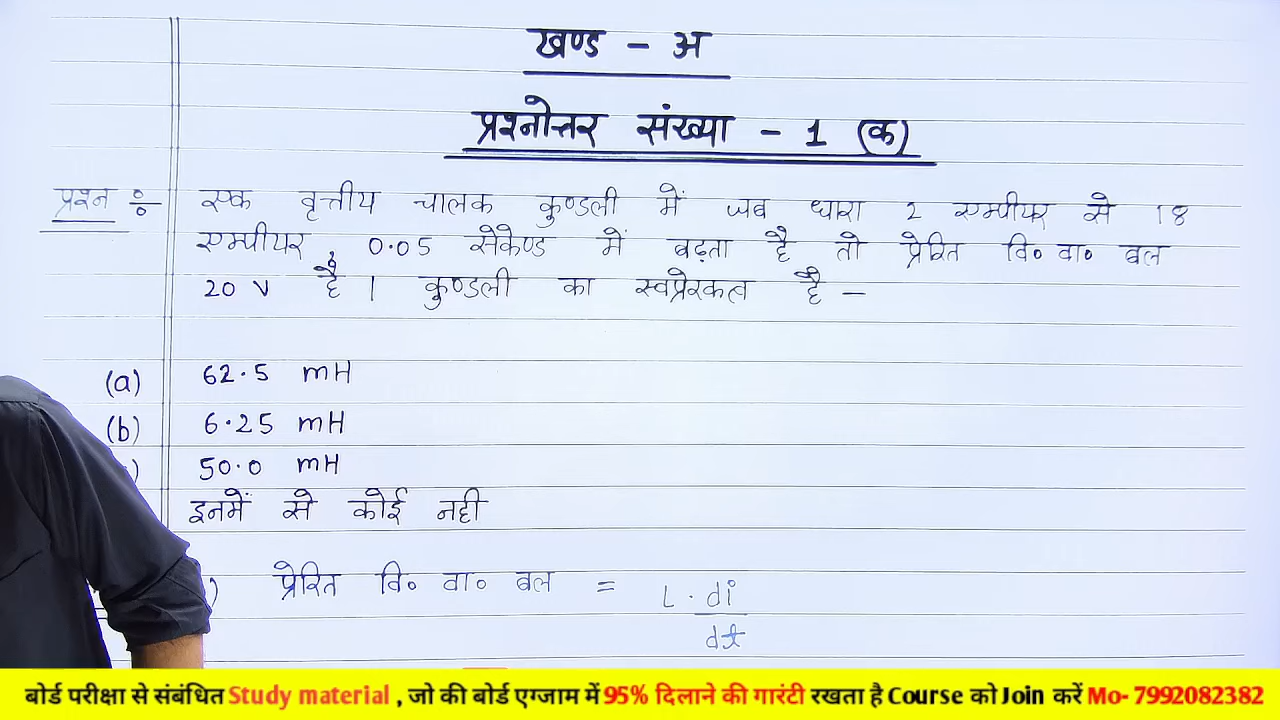 खण्ड - अ
प्रश्नोत्तर संख्या - 1 (क)
प्रश्न ÷ एक वृत्तीय चालक कुण्डली में जब धारा 2 एम्पीयर से 18
एम्पीयर, 0.05 सेकेण्ड में बढ़ता है तो प्रेरित वि० वा० बल
20 V है । कुण्डली का स्वप्रेरकत्व है -
(a) 62.5 mH
(b) 6.25 mH
) 50.0 mH
इनमें से कोई नही
) प्रेरित वि० वा० बल = L. di
dt
बोर्ड परीक्षा से संबंधित Study material , जो की बोर्ड एग्जाम में 95% दिलाने की गारंटी रखता है Course को Join करें Mo- 7992082382